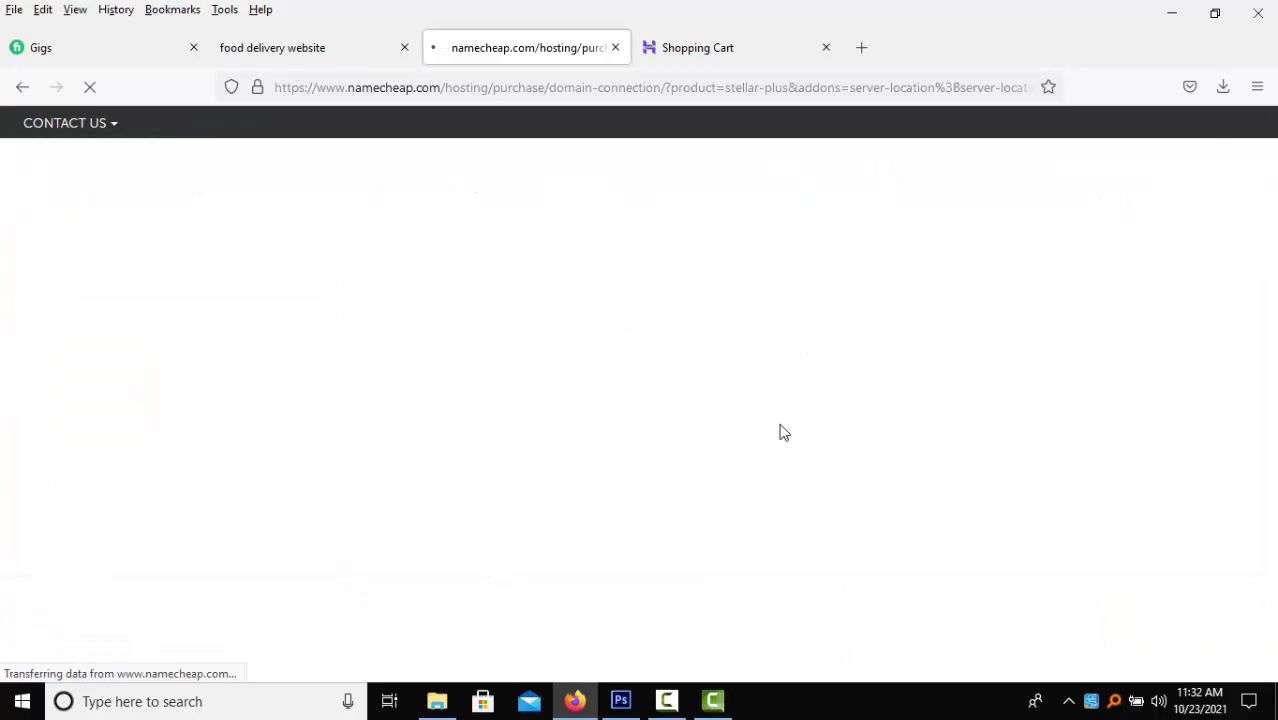 File Edit View History Bookmarks Tools Help
Gigs
food delivery website
namecheap.com/hosting/purc
Shopping Cart
https://www.namecheap.com/hosting/purchase/domain-connection/?product=stellar-plus&addons=server-location%3Bserver-locati
CONTACT US
Transferring data from www.namecheap.com...
Type here to search
Ps
11:32 AM
10/23/2021